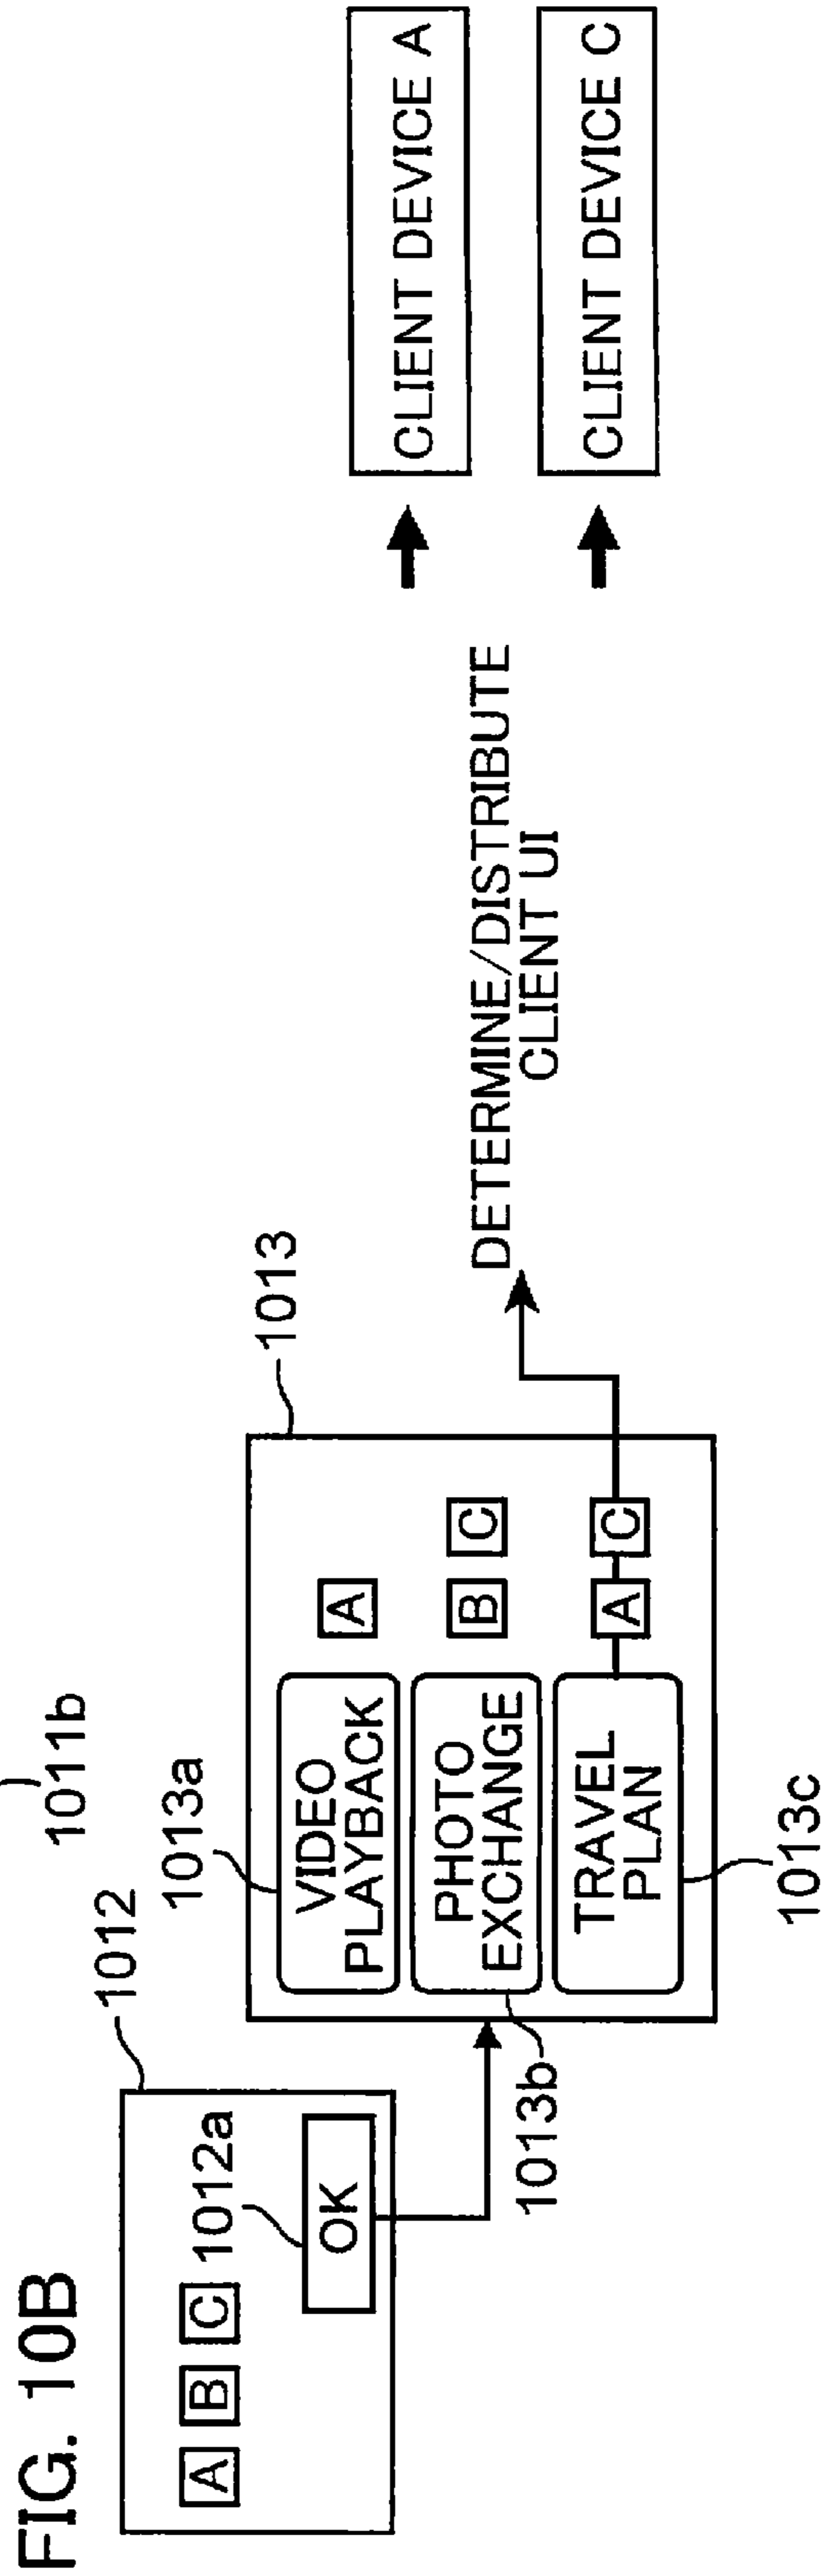 1011b
FIG. 10B
1012
A B C
1012a
OK
1013
1013a
VIDEO
PLAYBACK
A
PHOTO
EXCHANGE
B C
1013b
TRAVEL
PLAN
A C
1013c
DETERMINE/DISTRIBUTE
CLIENT UI
CLIENT DEVICE A
CLIENT DEVICE C